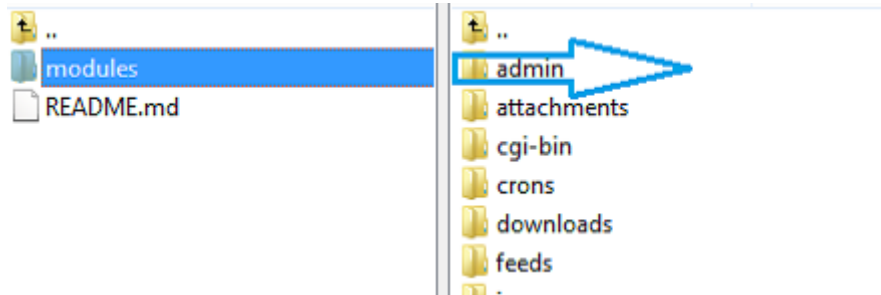 ..
modules
README.md
..
admin
attachments
cgi-bin
crons
downloads
feeds